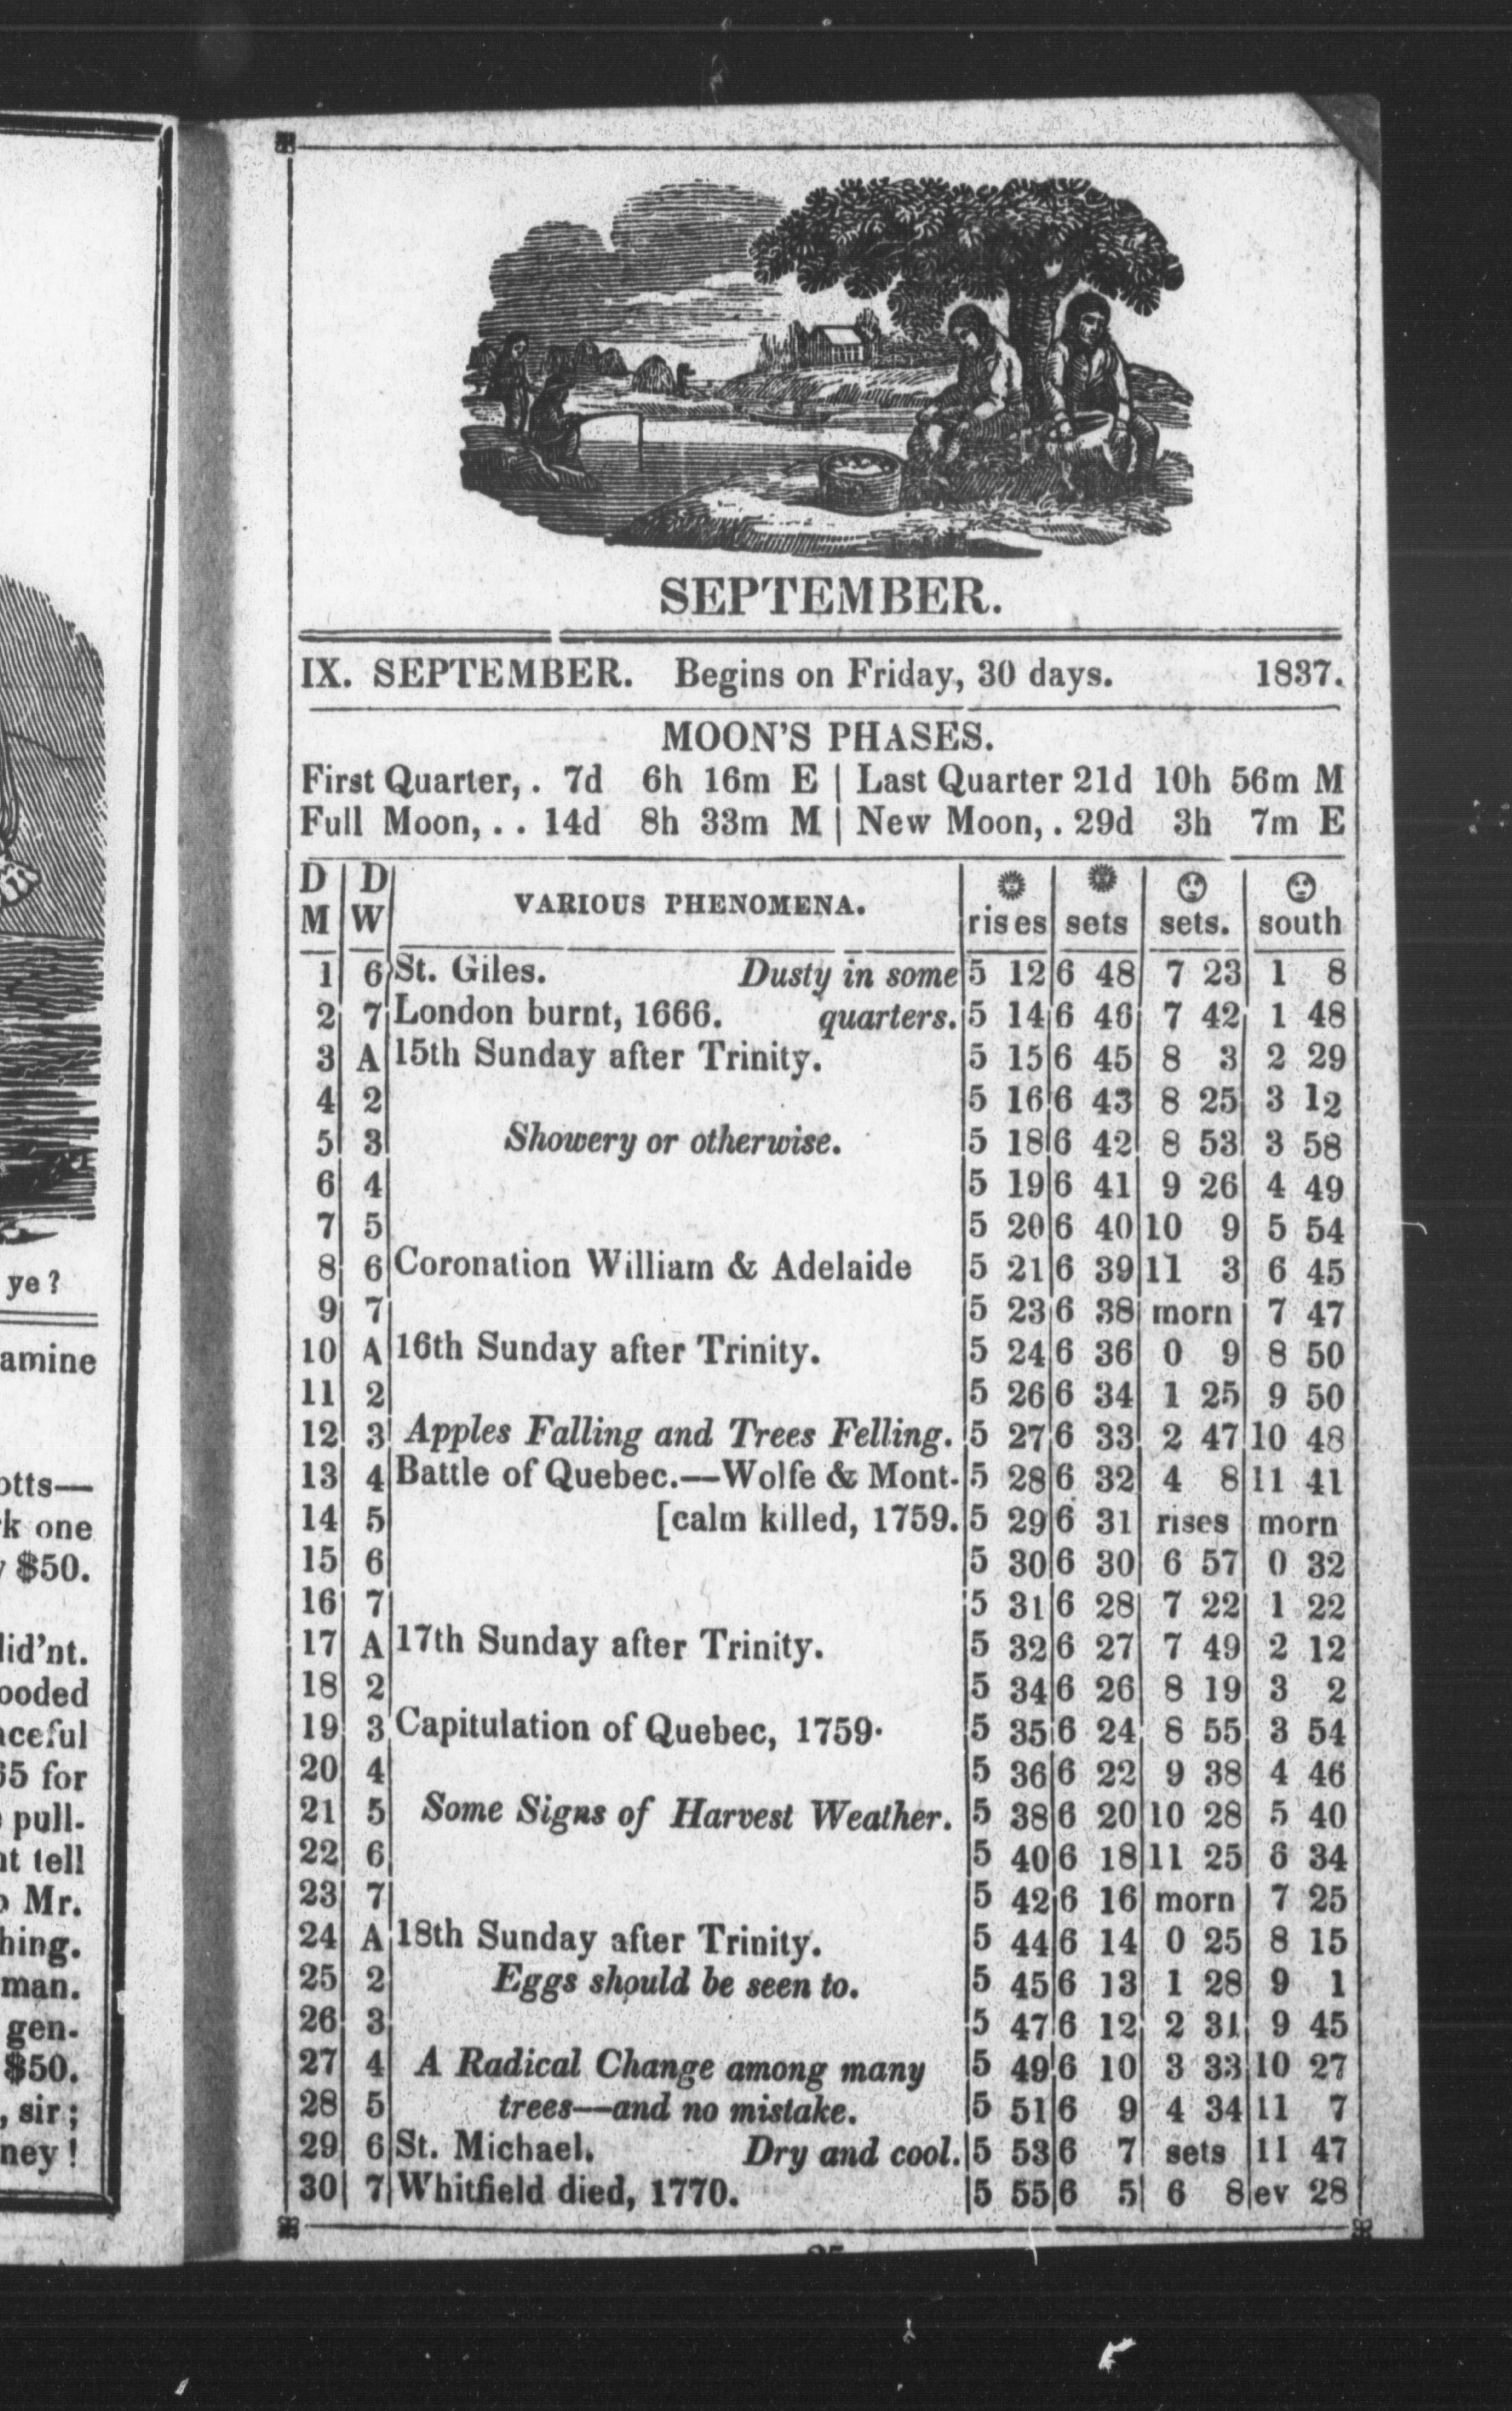 ye?
amine
otts—
k one
$50.
lid'nt.
ooded
aceful
65 for
pull.
tell
Mr.
hing.
man.
gen-
$50.
, sir;
ney!
SEPTEMBER.
IX. SEPTEMBER. Begins on Friday, 30 days. 1837.
MOON'S PHASES.
First Quarter,. 7d 6h 16m E | Last Quarter 21d 10h 56m M
Full Moon, . . 14d 8h 33m M | New Moon, . 29d 3h 7m E
D M | D W | VARIOUS PHENOMENA. | rises | sets | sets. | south
1 6 St. Giles. Dusty in some 5 12 6 48 7 23 1 8
2 7 London burnt, 1666. quarters. 5 14 6 46 7 42 1 48
3 A 15th Sunday after Trinity. 5 15 6 45 8 3 2 29
4 2 5 16 6 43 8 25 3 12
5 3 Showery or otherwise. 5 18 6 42 8 53 3 58
6 4 5 19 6 41 9 26 4 49
7 5 5 20 6 40 10 9 5 54
8 6 Coronation William & Adelaide 5 21 6 39 11 3 6 45
9 7 5 23 6 38 morn 7 47
10 A 16th Sunday after Trinity. 5 24 6 36 0 9 8 50
11 2 5 26 6 34 1 25 9 50
12 3 Apples Falling and Trees Felling. 5 27 6 33 2 47 10 48
13 4 Battle of Quebec.—Wolfe & Mont- 5 28 6 32 4 8 11 41
14 5 [calm killed, 1759. 5 29 6 31 rises morn
15 6 5 30 6 30 6 57 0 32
16 7 5 31 6 28 7 22 1 22
17 A 17th Sunday after Trinity. 5 32 6 27 7 49 2 12
18 2 5 34 6 26 8 19 3 2
19 3 Capitulation of Quebec, 1759. 5 35 6 24 8 55 3 54
20 4 5 36 6 22 9 38 4 46
21 5 Some Signs of Harvest Weather. 5 38 6 20 10 28 5 40
22 6 5 40 6 18 11 25 6 34
23 7 5 42 6 16 morn 7 25
24 A 18th Sunday after Trinity. 5 44 6 14 0 25 8 15
25 2 Eggs should be seen to. 5 45 6 13 1 28 9 1
26 3 5 47 6 12 2 31 9 45
27 4 A Radical Change among many 5 49 6 10 3 33 10 27
28 5 trees—and no mistake. 5 51 6 9 4 34 11 7
29 6 St. Michael. Dry and cool. 5 53 6 7 sets 11 47
30 7 Whitfield died, 1770. 5 55 6 5 6 8 ev 28